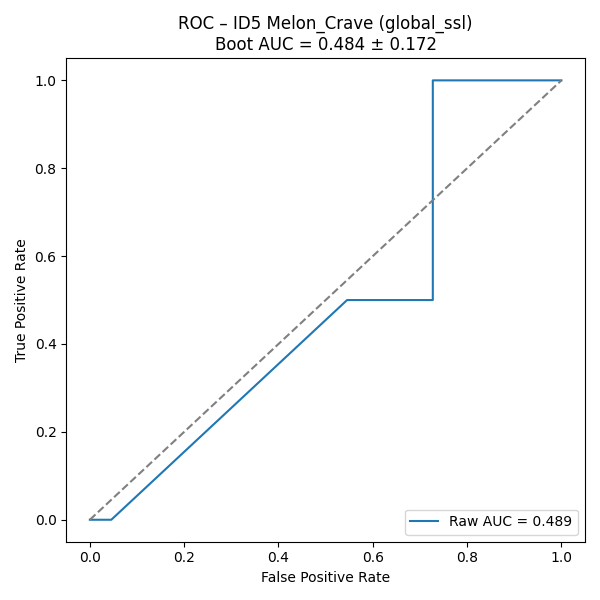 ROC – ID5 Melon_Crave (global_ssl)
Boot AUC = 0.484 ± 0.172
1.0
0.8
0.6
0.4
0.2
0.0
True Positive Rate
Raw AUC = 0.489
0.0 0.2 0.4 0.6 0.8 1.0
False Positive Rate